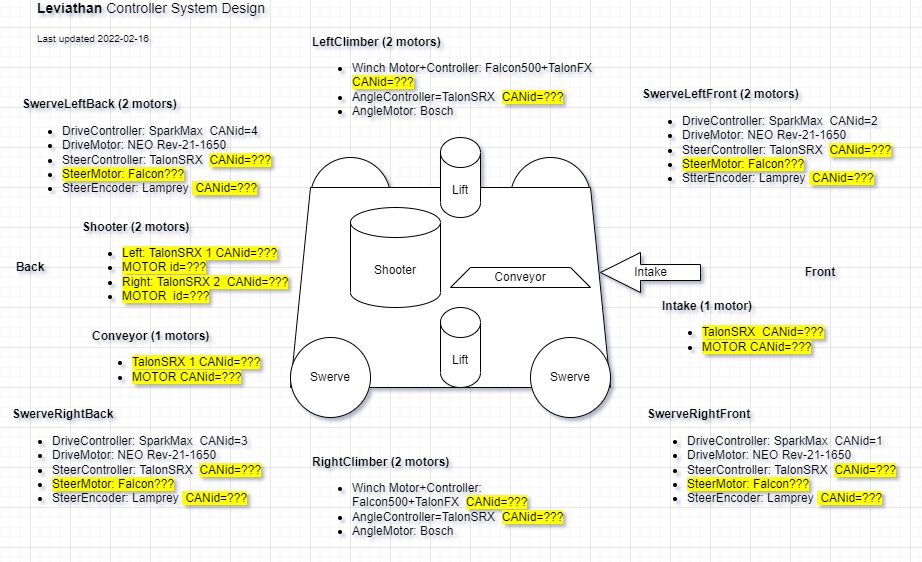 Leviathan Controller System Design
Last updated 2022-02-16
LeftClimber (2 motors)
Winch Motor+Controller: Falcon500+TalonFX
CANid=???
AngleController=TalonSRX CANid=???
AngleMotor: Bosch
SwerveLeftBack (2 motors)
DriveController: SparkMax CANid=4
DriveMotor: NEO Rev-21-1650
SteerController: TalonSRX CANid=???
SteerMotor: Falcon???
SteerEncoder: Lamprey CANid=???
SwerveLeftFront (2 motors)
DriveController: SparkMax CANid=2
DriveMotor: NEO Rev-21-1650
SteerController: TalonSRX CANid=???
SteerMotor: Falcon???
StterEncoder: Lamprey CANid=???
Lift
Shooter (2 motors)
Left: TalonSRX 1 CANid=???
MOTOR id=???
Right: TalonSRX 2 CANid=???
MOTOR id=???
Back
Shooter
Conveyor
Intake
Front
Intake (1 motor)
TalonSRX CANid=???
MOTOR CANid=???
Conveyor (1 motors)
TalonSRX 1 CANid=???
MOTOR CANid=???
Lift
Swerve
Swerve
SwerveRightBack
DriveController: SparkMax CANid=3
DriveMotor: NEO Rev-21-1650
SteerController: TalonSRX CANid=???
SteerMotor: Falcon???
SteerEncoder: Lamprey CANid=???
RightClimber (2 motors)
Winch Motor+Controller:
Falcon500+TalonFX CANid=???
AngleController=TalonSRX CANid=???
AngleMotor: Bosch
SwerveRightFront
DriveController: SparkMax CANid=1
DriveMotor: NEO Rev-21-1650
SteerController: TalonSRX CANid=???
SteerMotor: Falcon???
SteerEncoder: Lamprey CANid=???